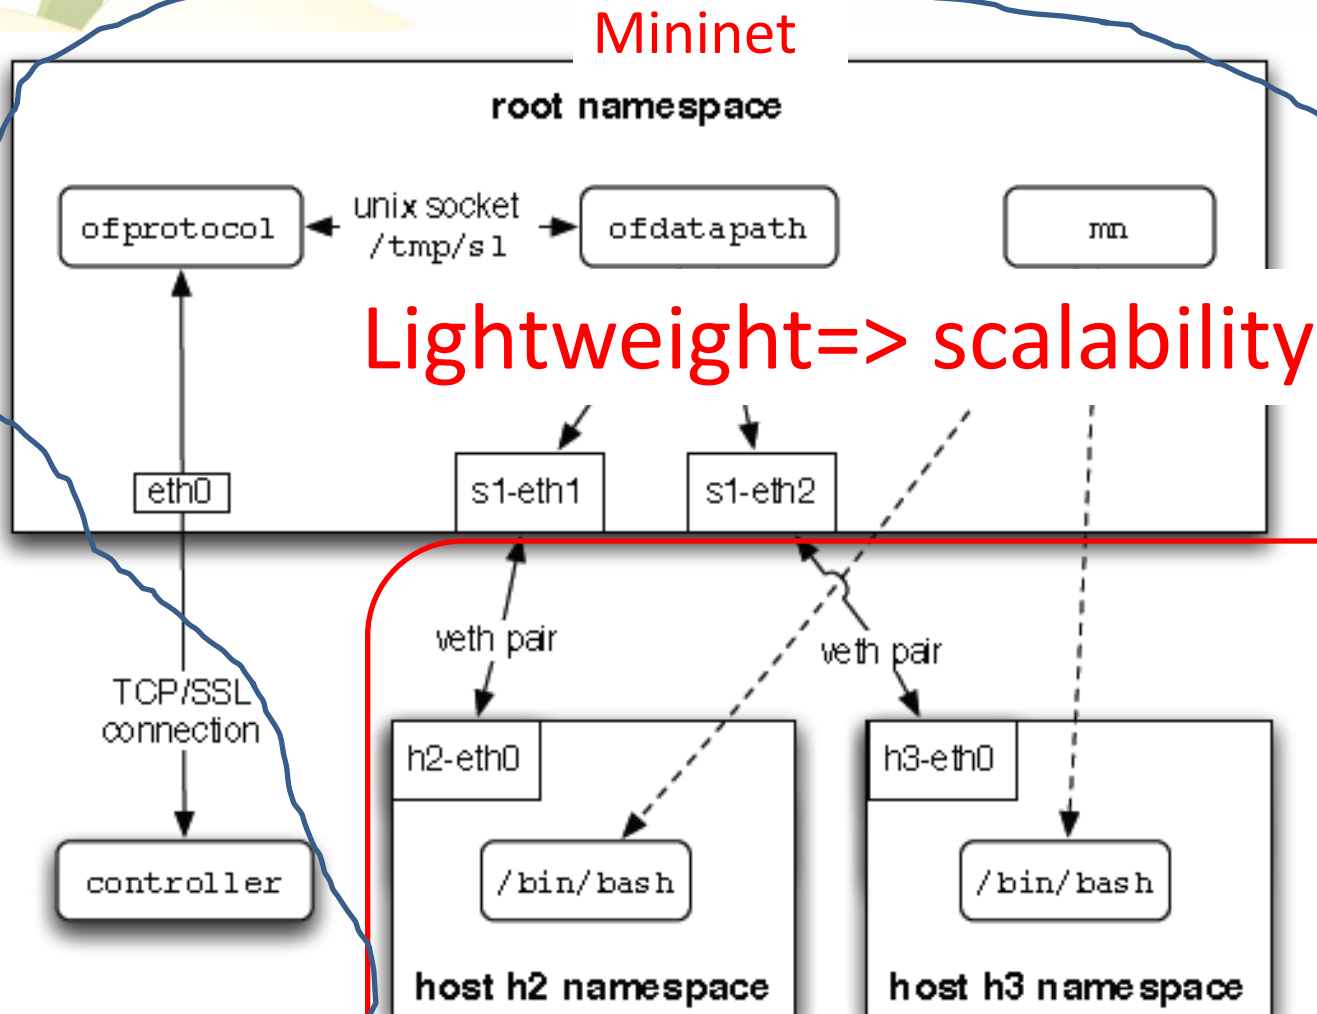 Mininet
root namespace
ofprotocol
unix socket
/tmp/s1
ofdatapath
mn
Lightweight=> scalability
eth0
s1-eth1
s1-eth2
veth pair
veth pair
TCP/SSL
connection
h2-eth0
h3-eth0
controller
/bin/bash
/bin/bash
host h2 namespace
host h3 namespace